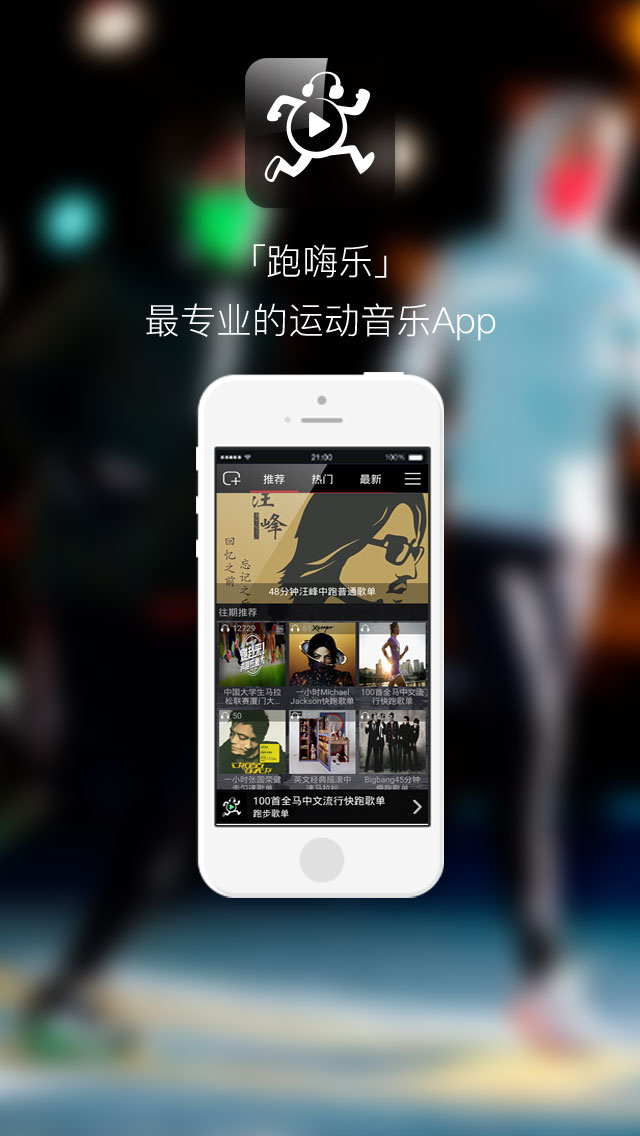 「跑嗨乐」
最专业的运动音乐App
21:00
100%
推荐
热门
最新
汪
峰
回忆之前
忘记之后
48分钟汪峰中跑普通歌单
往期推荐
12729
中国大学生马拉
松联赛厦门大...
Xscape
一小时Michael
Jackson快跑歌单
100首全马中文流
行快跑歌单
50
一小时张国荣健
英文经典摇滚中
速马拉松
Bigbang45分钟
慢跑歌单
100首全马中文流行快跑歌单
跑步歌单